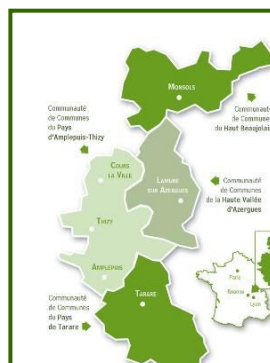 Monsols
Communauté
de Communes
du Pays
d'Amplepuis-Thizy
Communauté
de Communes
du Haut Beaujolais
Cours
la Ville
Lamure
sur Azergues
Communauté
de Communes
de la Haute Vallée
d'Azergues
Thizy
Amplepuis
Paris
Roanne
Lyon
Tarare
Communauté
de Communes
du Pays
de Tarare